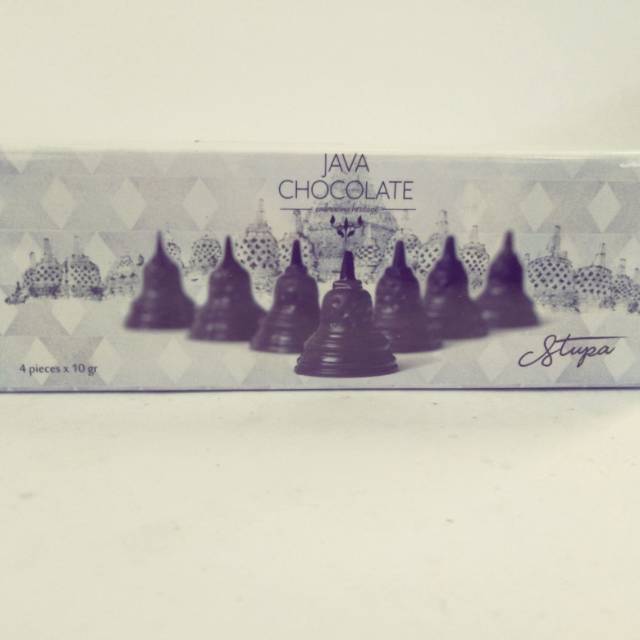 JAVA
CHOCOLATE
Stupa
4 pieces x 10 gr